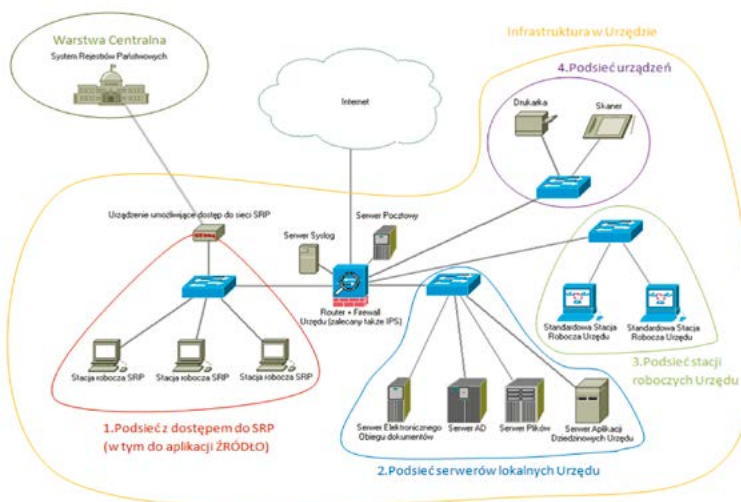 Infrastruktura w Urzędzie
Warstwa Centralna
System Rejestrów Państwowych
Internet
4.Podsieć urządzeń
Drukarka
Skaner
Urządzenie umożliwiające dostęp do sieci SRP
Serwer Syslog
Serwer Pocztowy
Router + Firewall
Urzędu (zalecany także IPS)
Stacja robocza SRP
Stacja robocza SRP
Stacja robocza SRP
1.Podsieć z dostępem do SRP
(w tym do aplikacji ŹRÓDŁO)
Standardowa Stacja
Robocza Urzędu
Standardowa Stacja
Robocza Urzędu
3.Podsieć stacji
roboczych Urzędu
Serwer Elektronicznego
Obiegu dokumentów
Serwer AD
Serwer Plików
Serwer Aplikacji
Dziedzinowych Urzędu
2.Podsieć serwerów lokalnych Urzędu